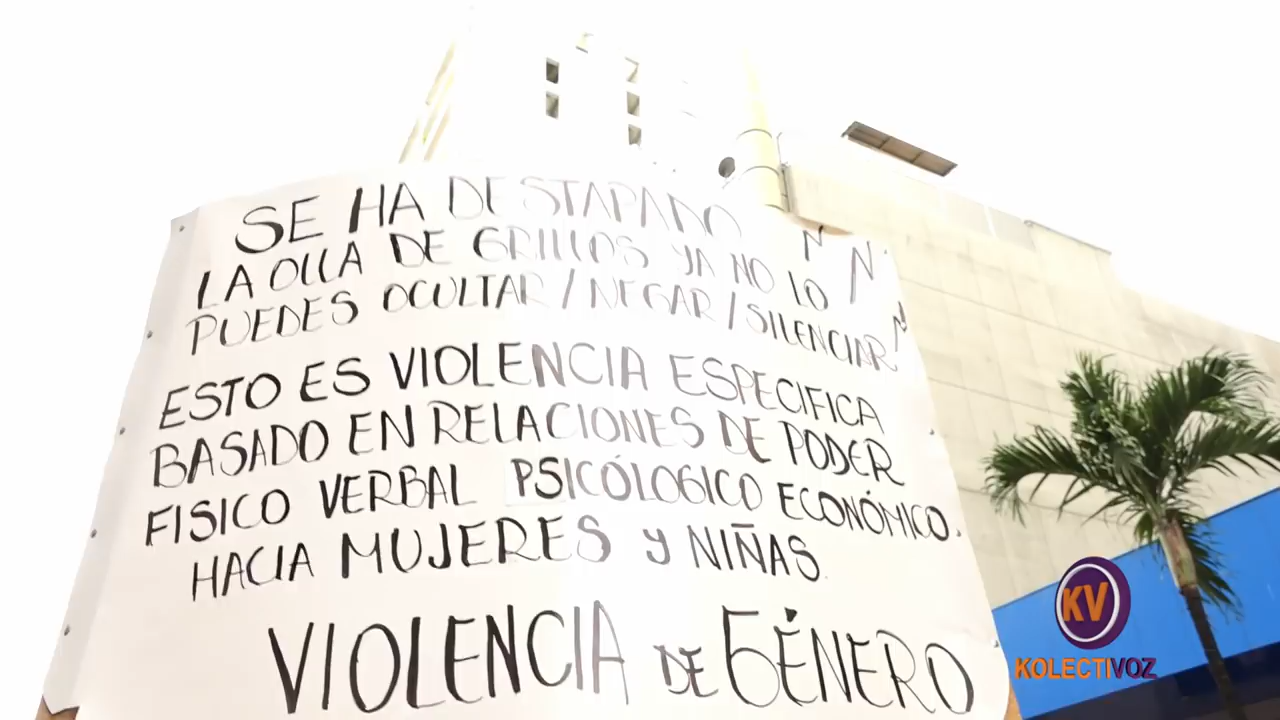 SE HA DESTAPADO
LA OLLA DE GRILLOS YA NO LO
PUEDES OCULTAR / NEGAR / SILENCIAR
ESTO ES VIOLENCIA ESPECIFICA
BASADO EN RELACIONES DE PODER
FISICO VERBAL PSICÓLOGICO ECONÓMICO.
HACIA MUJERES Y NIÑAS.
VIOLENCIA DE GÉNERO
KV
KOLECTIVOZ